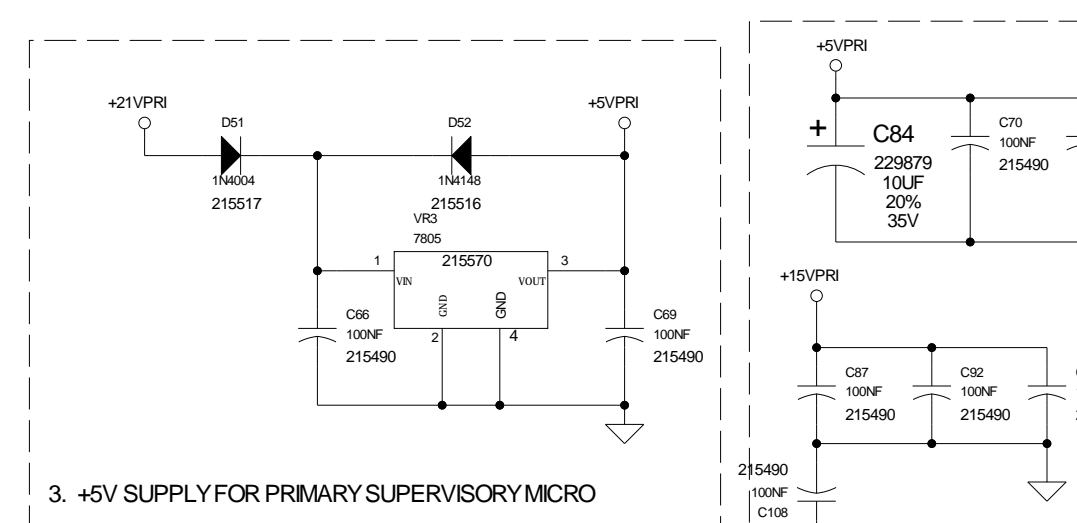 +21VPRI
D51
1N4004
215517
D52
1N4148
215516
+5VPRI
VR3
7805
215570
1
VIN
GND
GND
VOUT
3
2
4
C66
100NF
215490
C69
100NF
215490
3. +5V SUPPLY FOR PRIMARY SUPERVISORY MICRO
+5VPRI
+
C84
229879
10UF
20%
35V
C70
100NF
215490
+15VPRI
C87
100NF
215490
C92
100NF
215490
215490
100NF
C108